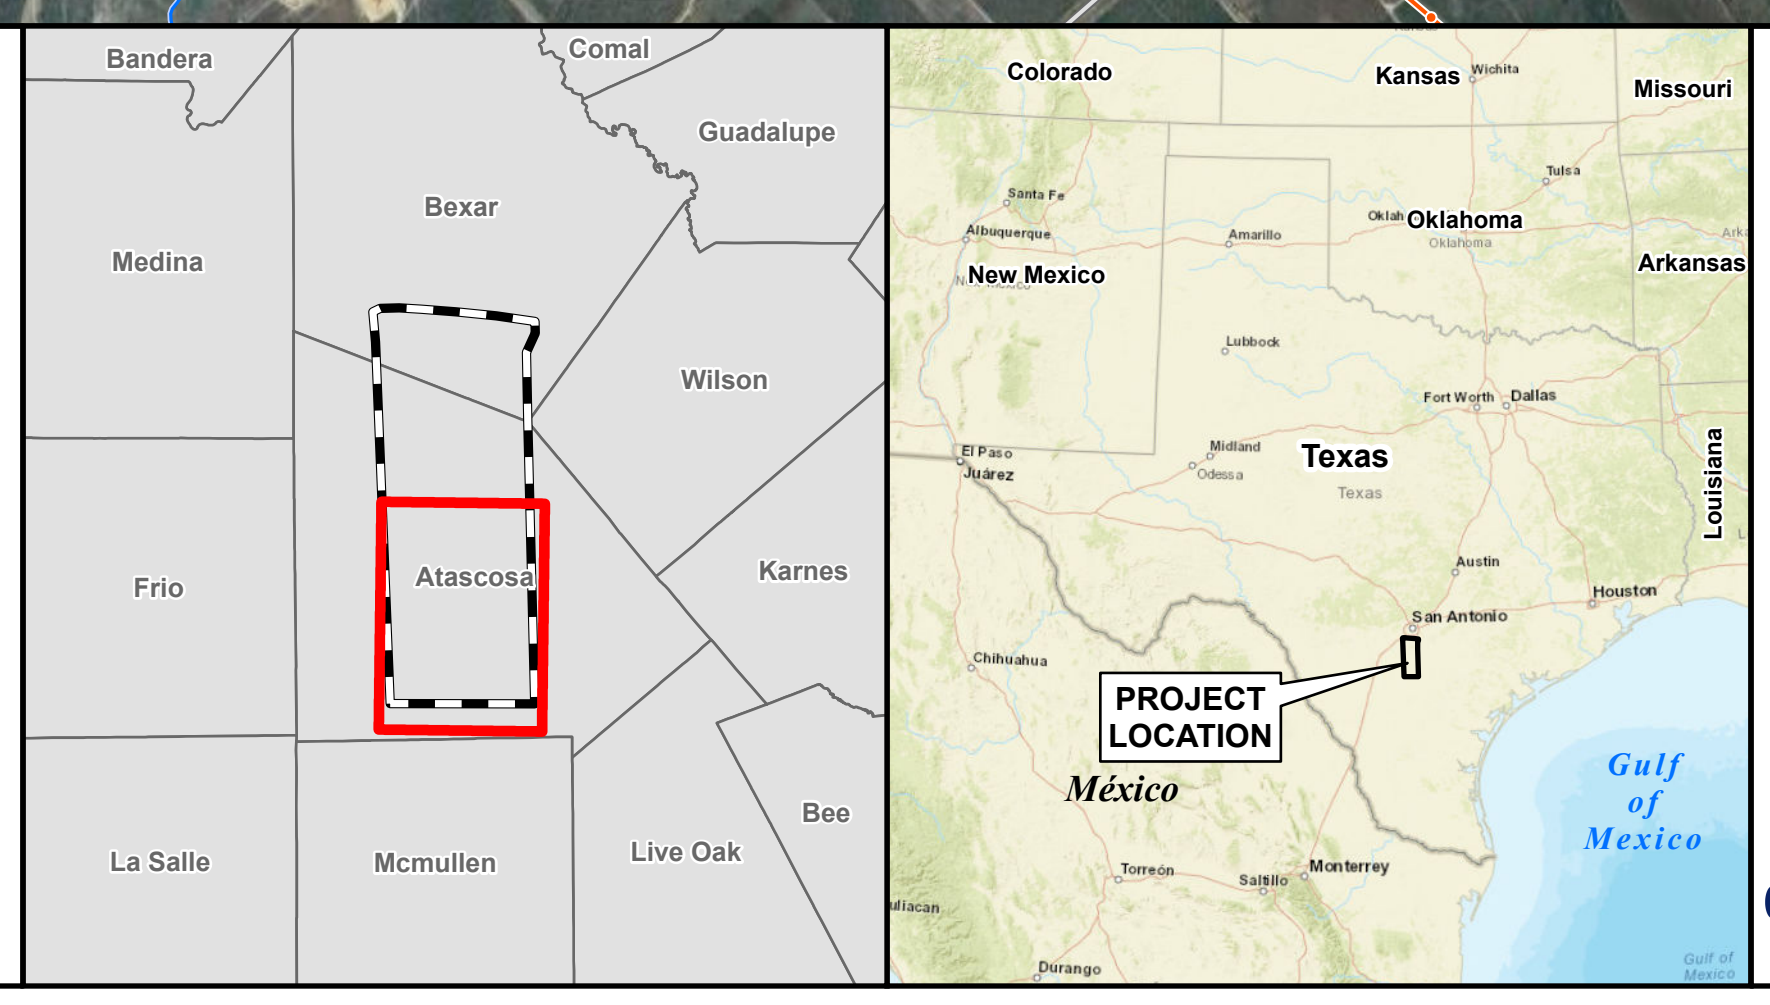 Bandera
Comal
Guadalupe
Bexar
Medina
Wilson
Atascosa
Karnes
Frio
La Salle
Mcmullen
Live Oak
Bee
Colorado
Kansas
Wichita
Missouri
Tulsa
Santa Fe
Albuquerque
Amarillo
Oklah
Oklahoma
Oklahoma
Arkansas
New Mexico
Lubbock
Fort Worth
Dallas
El Paso
Juárez
Midland
Odessa
Texas
Texas
Louisiana
Austin
Houston
San Antonio
Chihuahua
PROJECT
LOCATION
México
Gulf
of
Mexico
Torreón
Saltillo
Monterrey
uliacan
Durango
Gulf of
Mexico